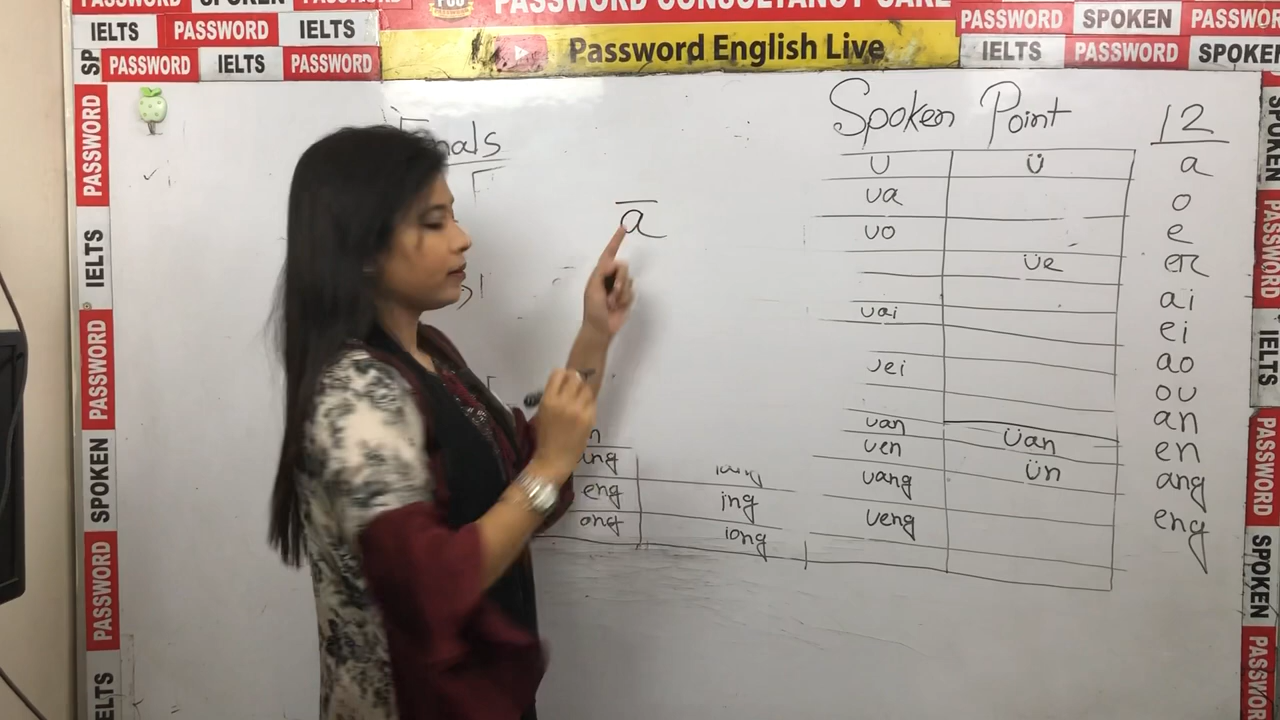 PASSWORD SPOKEN PASSWORD
PASSWORD CONSULTANCY CARE
IELTS PASSWORD IELTS
PASSWORD SPOKEN
SP PASSWORD IELTS PASSWORD
Password English Live
IELTS PASSWORD SPOKEN
PASSWORD
IELTS
PASSWORD
SPOKEN
PASSWORD
IELTS
Spoken Point 12
u ü a
ua o
uo e
üe er
ai
uai ei
uei ao
ou
uan üan an
uen ün en
uang ang
ueng eng
ā
eng ing
ong iong
SPOKEN
PASSWORD
IELTS
PASSWORD
SPOKEN